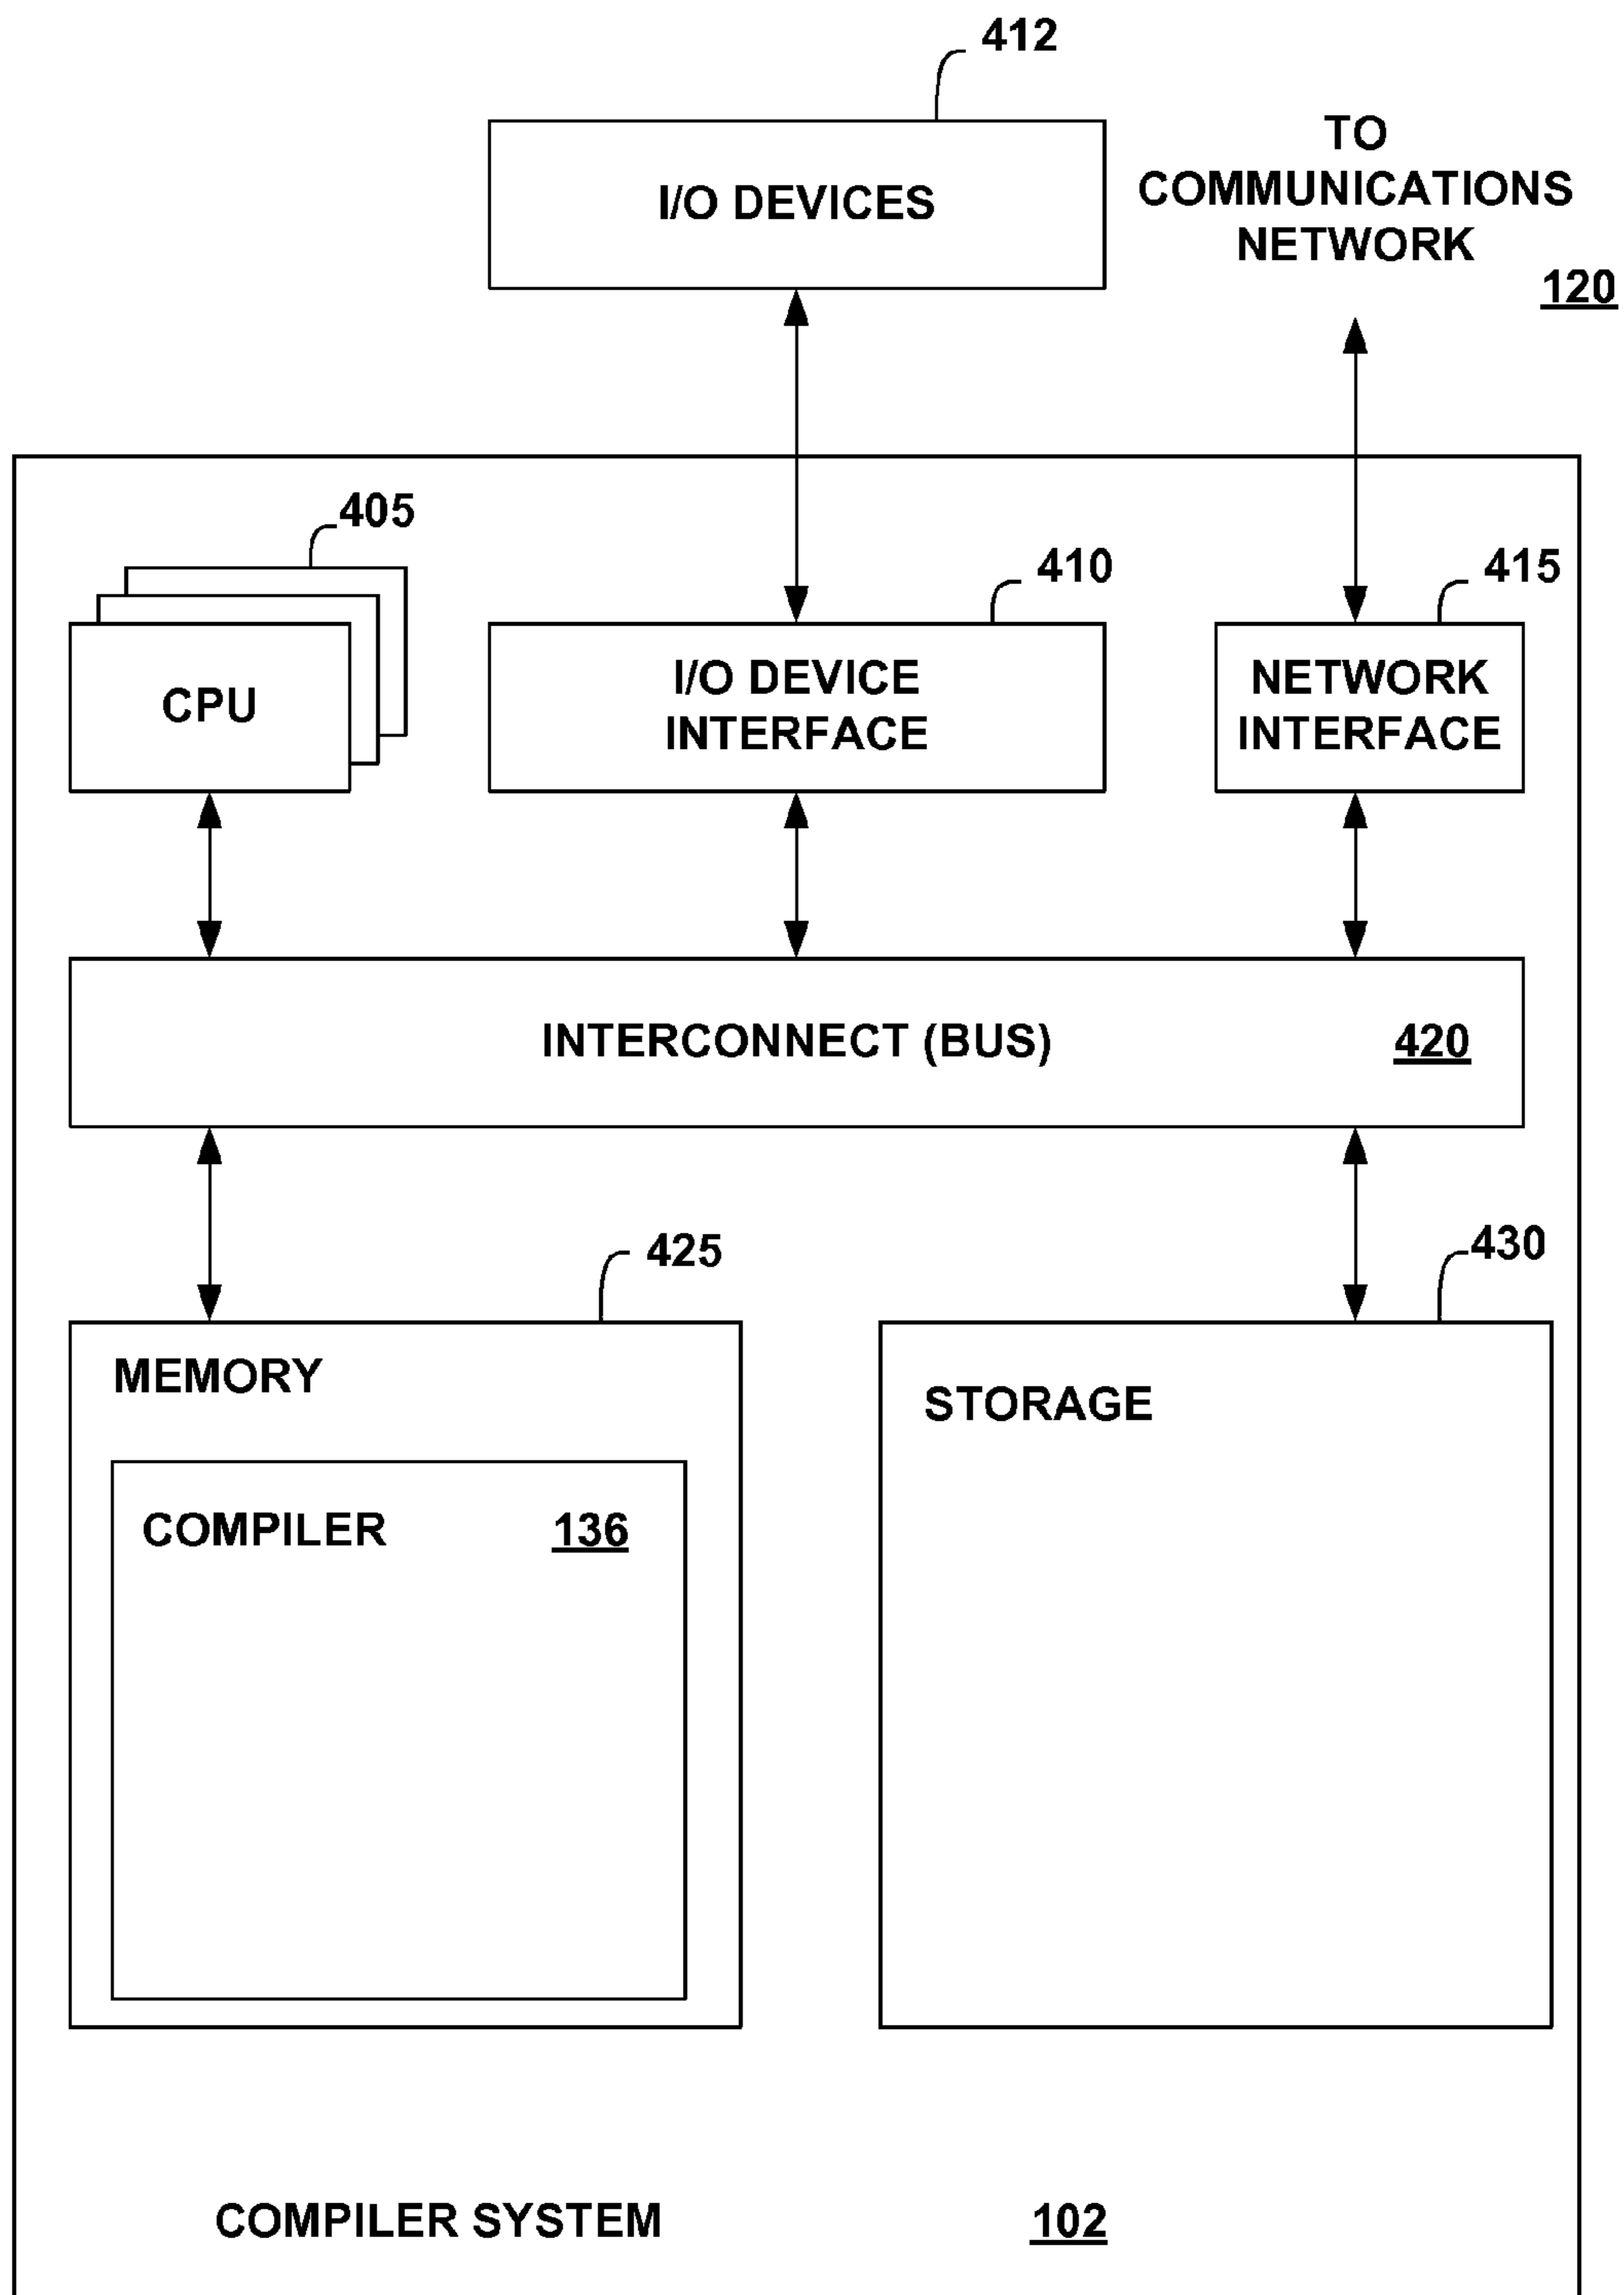 412
I/O DEVICES
TO
COMMUNICATIONS
NETWORK
120
405
410
415
CPU
I/O DEVICE
INTERFACE
NETWORK
INTERFACE
INTERCONNECT (BUS) 420
425
430
MEMORY
STORAGE
COMPILER 136
COMPILER SYSTEM 102